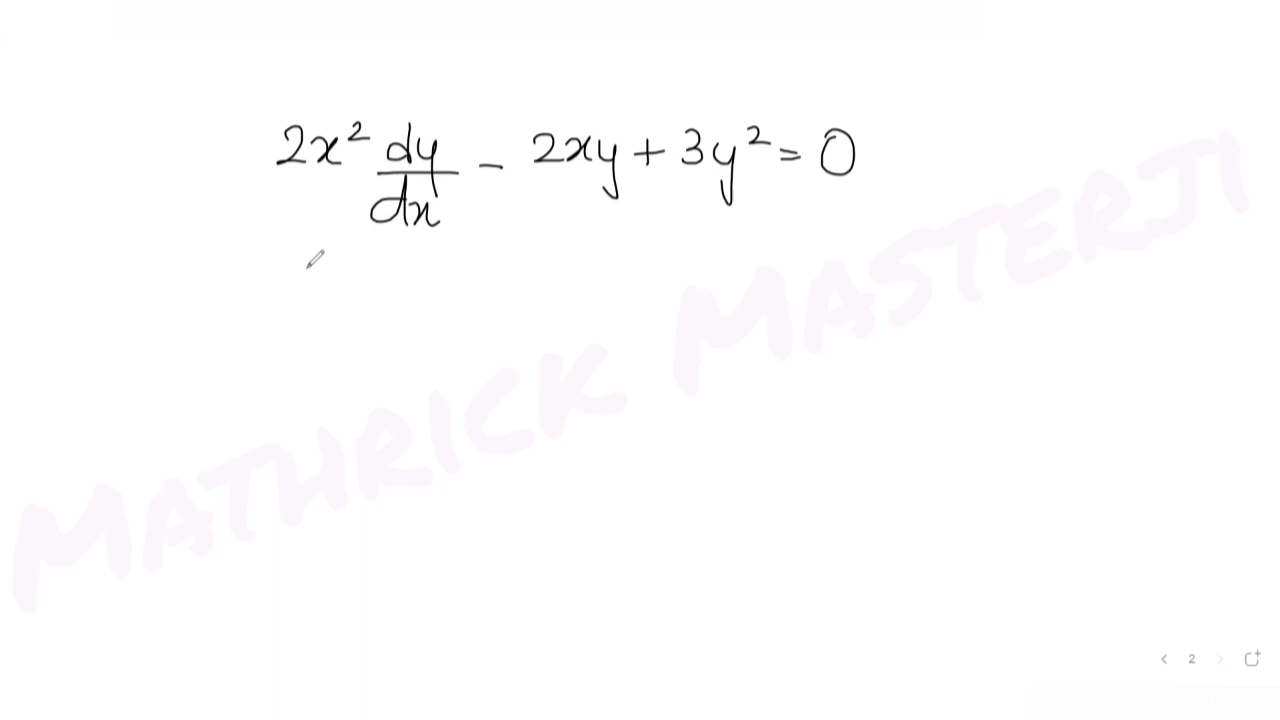 2x² dy/dx - 2xy + 3y² = 0
MATHRICK MASTERJI
< 2 >